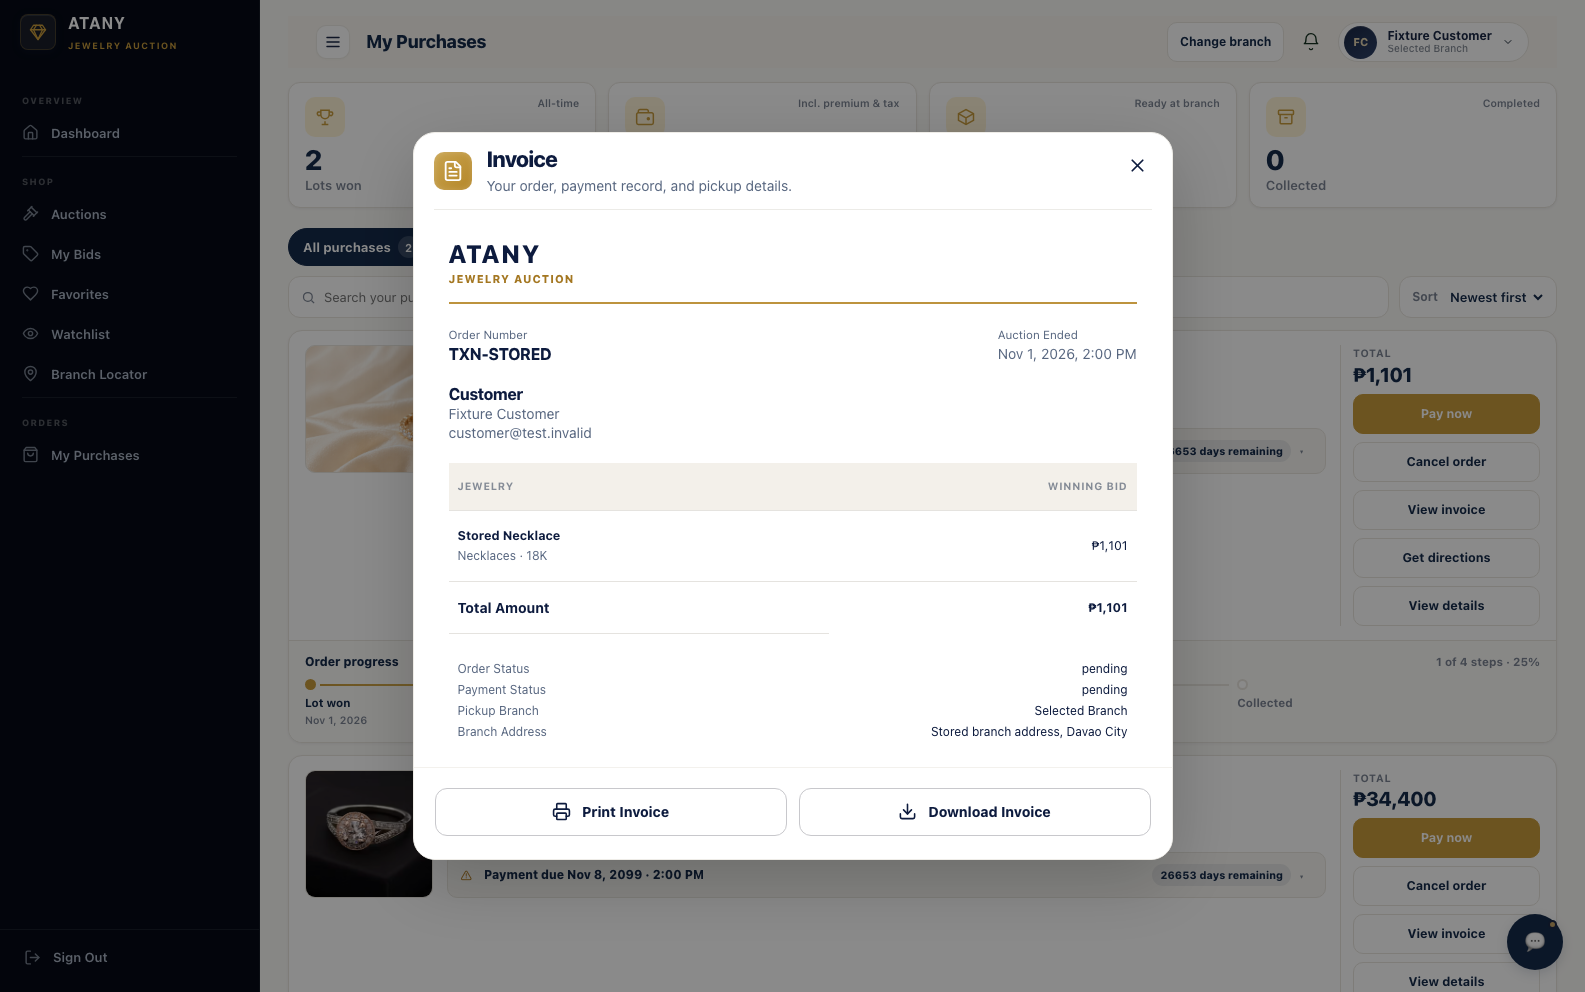 ATANY
JEWELRY AUCTION
OVERVIEW
Dashboard
SHOP
Auctions
My Bids
Favorites
Watchlist
Branch Locator
ORDERS
My Purchases
Sign Out
My Purchases
Change branch
FC
Fixture Customer
Selected Branch
All-time
2
Lots won
Incl. premium & tax
Ready at branch
Completed
0
Collected
All purchases 2
Search your pu
Sort Newest first
TOTAL
₱1,101
Pay now
Cancel order
View invoice
Get directions
View details
6653 days remaining
Order progress
1 of 4 steps · 25%
Lot won
Nov 1, 2026
Collected
TOTAL
₱34,400
Pay now
Cancel order
View invoice
View details
Payment due Nov 8, 2099 · 2:00 PM
26653 days remaining
Invoice
Your order, payment record, and pickup details.
ATANY
JEWELRY AUCTION
Order Number
TXN-STORED
Auction Ended
Nov 1, 2026, 2:00 PM
Customer
Fixture Customer
customer@test.invalid
JEWELRY WINNING BID
Stored Necklace
Necklaces · 18K
₱1,101
Total Amount ₱1,101
Order Status pending
Payment Status pending
Pickup Branch Selected Branch
Branch Address Stored branch address, Davao City
Print Invoice
Download Invoice